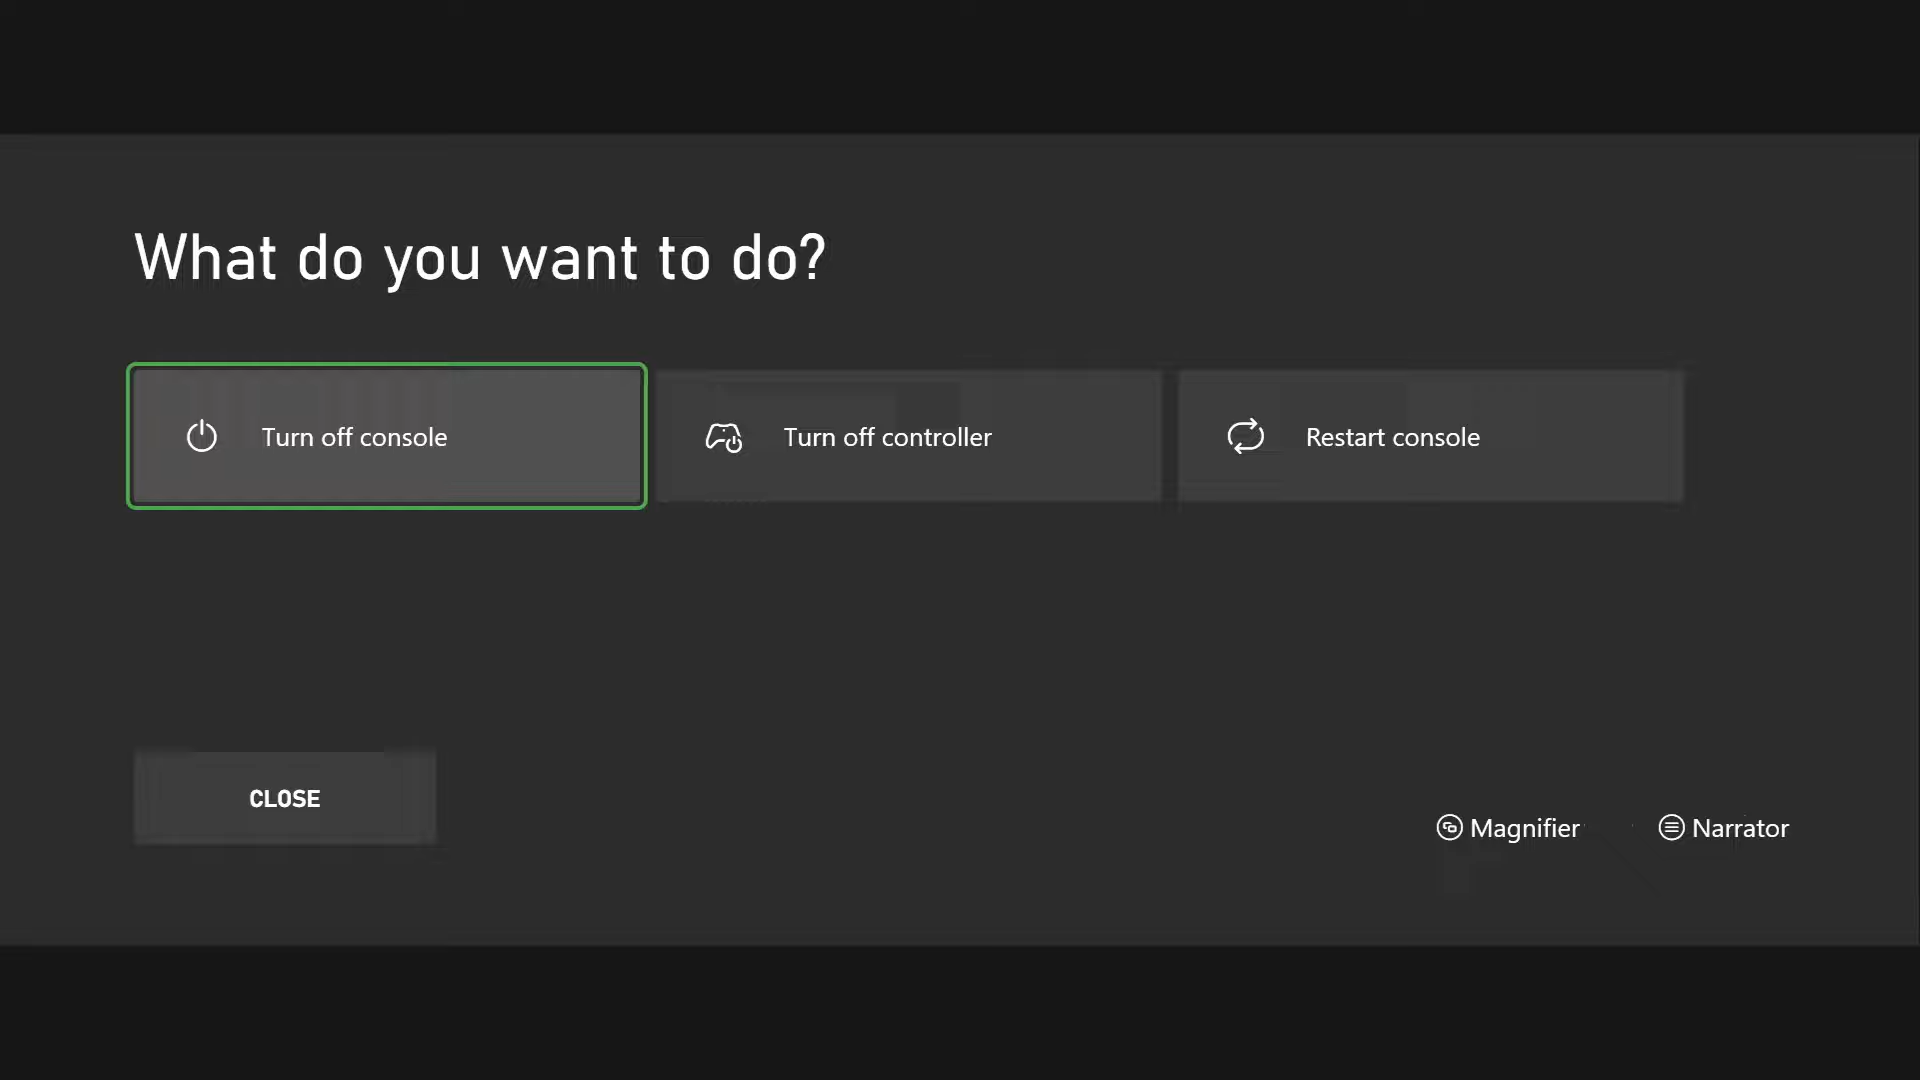 What do you want to do?
Turn off console
Turn off controller
Restart console
CLOSE
Magnifier
Narrator